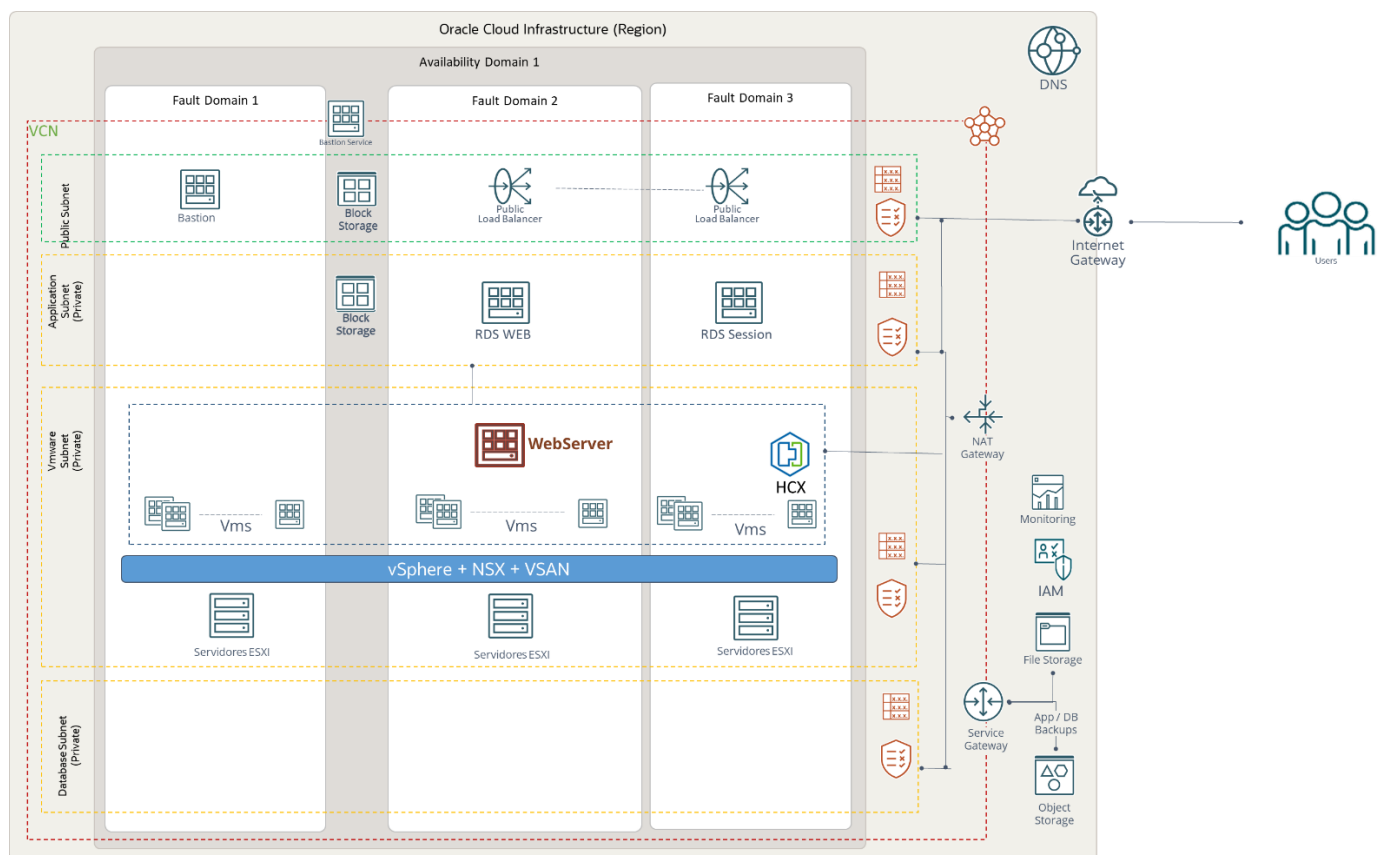 Oracle Cloud Infrastructure (Region)
Availability Domain 1
Fault Domain 1
Fault Domain 2
Fault Domain 3
DNS
VCN
Bastion Service
Public Subnet
Bastion
Block
Storage
Public
Load Balancer
Public
Load Balancer
Internet
Gateway
Users
Application
Subnet
(Private)
Block
Storage
RDS WEB
RDS Session
Vmware
Subnet
(Private)
WebServer
HCX
NAT
Gateway
Vms
Vms
Vms
Monitoring
vSphere + NSX + VSAN
IAM
Servidores ESXI
Servidores ESXI
Servidores ESXI
File Storage
Database Subnet
(Private)
Service
Gateway
App / DB
Backups
Object
Storage